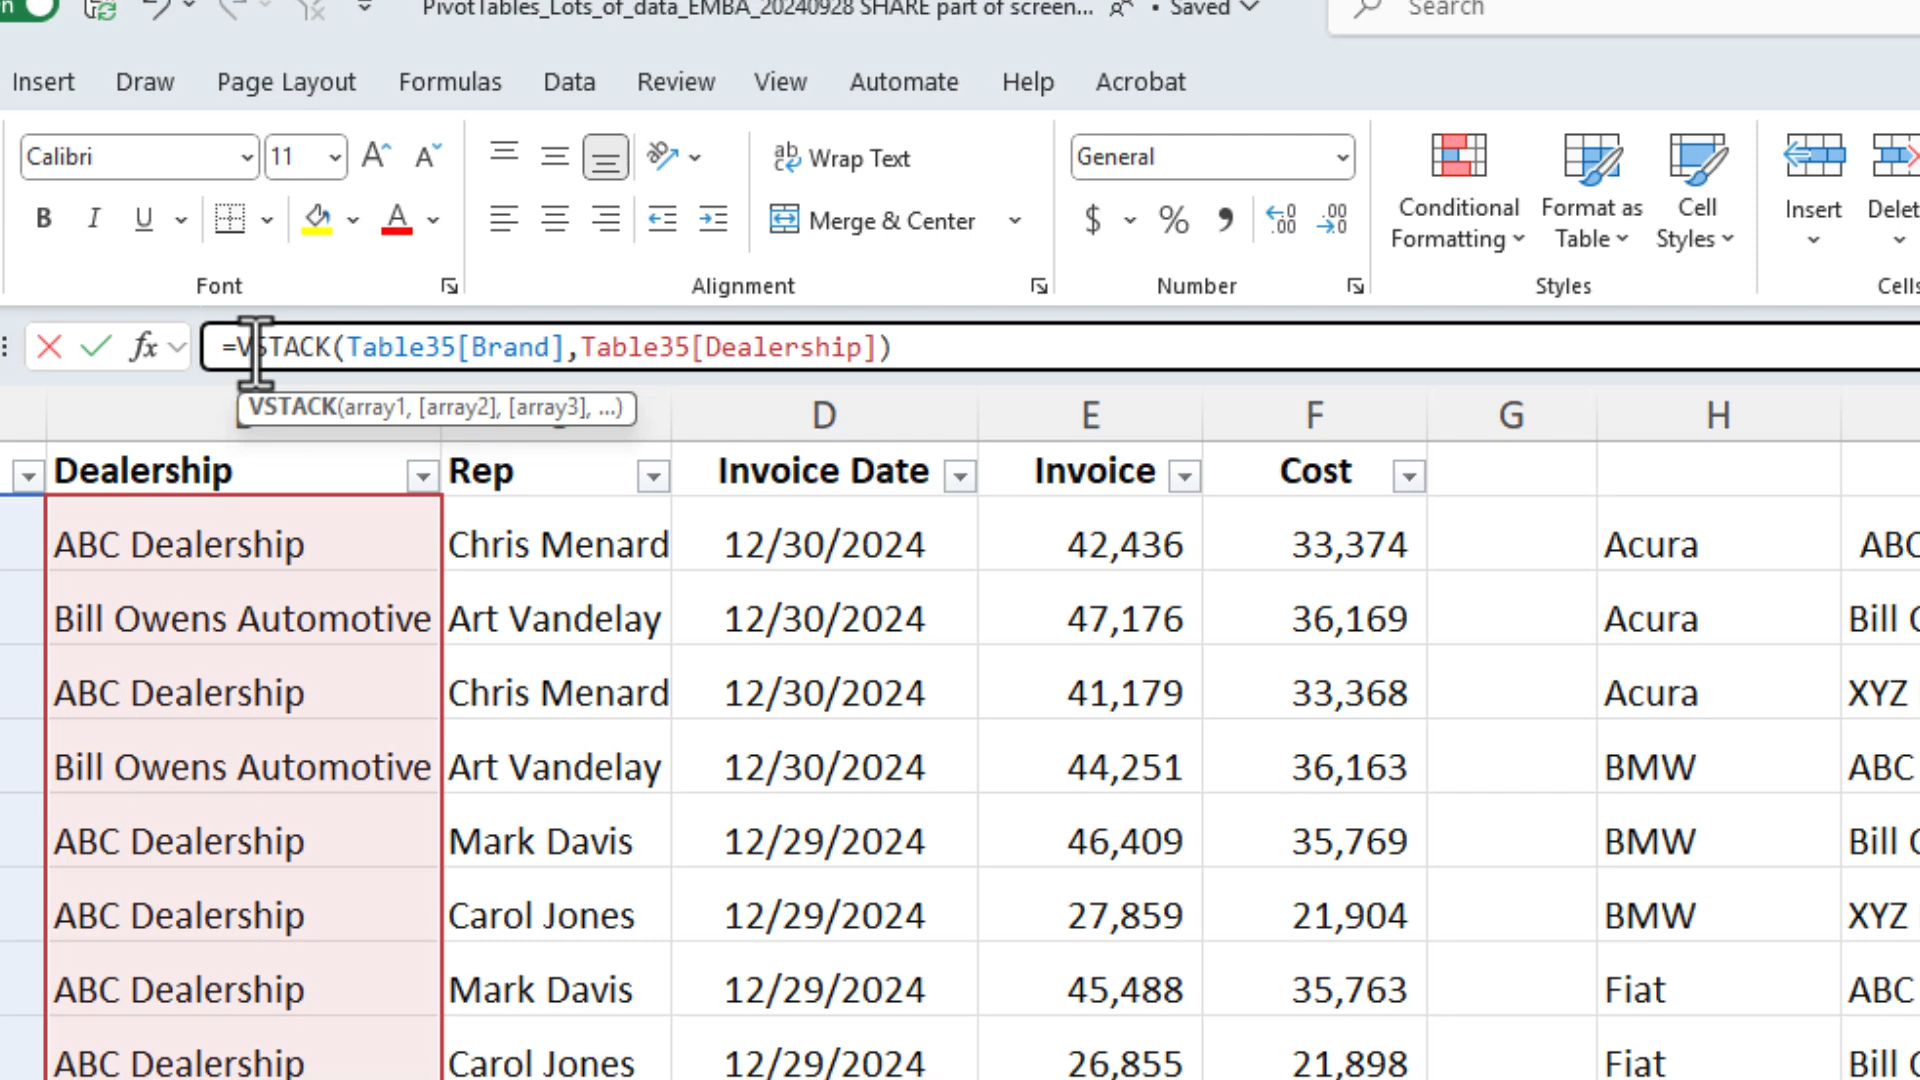 PivotTables_Lots_of_data_EMBA_20240928 SHARE part of screen... • Saved Search
Insert Draw Page Layout Formulas Data Review View Automate Help Acrobat
Calibri 11 Wrap Text General
B I U A Merge & Center $ % Conditional Formatting Format as Table Cell Styles Insert Delet
Font Alignment Number Styles Cells
fx =VSTACK(Table35[Brand],Table35[Dealership])
VSTACK(array1, [array2], [array3], ...)
D E F G H
Dealership Rep Invoice Date Invoice Cost
ABC Dealership Chris Menard 12/30/2024 42,436 33,374 Acura ABC
Bill Owens Automotive Art Vandelay 12/30/2024 47,176 36,169 Acura Bill
ABC Dealership Chris Menard 12/30/2024 41,179 33,368 Acura XYZ
Bill Owens Automotive Art Vandelay 12/30/2024 44,251 36,163 BMW ABC
ABC Dealership Mark Davis 12/29/2024 46,409 35,769 BMW Bill
ABC Dealership Carol Jones 12/29/2024 27,859 21,904 BMW XYZ
ABC Dealership Mark Davis 12/29/2024 45,488 35,763 Fiat ABC
ABC Dealership Carol Jones 12/29/2024 26,855 21,898 Fiat Bill